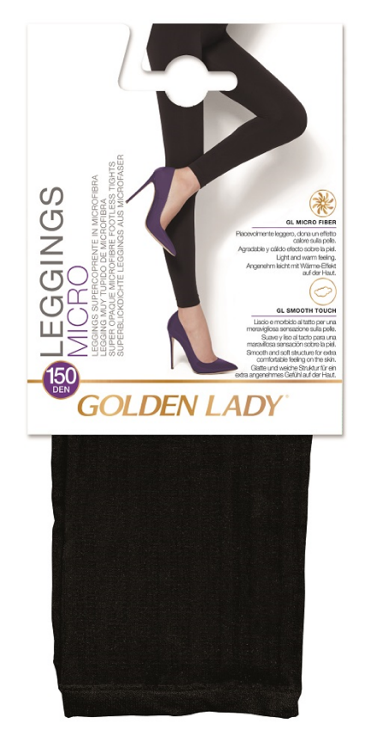 LEGGINGS
MICRO
LEGGINGS SUPERCOPRENTE IN MICROFIBRA
LEGGING MUY TUPIDO DE MICROFIBRA
SUPER OPAQUE MICROFIBRE FOOTLESS TIGHTS
SUPERBLICKDICHTE LEGGINGS AUS MICROFASER
150
DEN
GL MICRO FIBER
Piacevolmente leggero, dona un effetto
calore sulla pelle.
Agradable y cálido efecto sobre la piel.
Light and warm feeling.
Angenehm leicht mit Wärme-Effekt
auf der Haut.
GL SMOOTH TOUCH
Liscio e morbido al tatto per una
meravigliosa sensazione sulla pelle.
Suave y liso al tacto para una
maravillosa sensación sobre la piel.
Smooth and soft structure for extra
comfortable feeling on the skin.
Glatte und weiche Struktur für ein
extra angenehmes Gefühl auf der Haut.
GOLDEN LADY